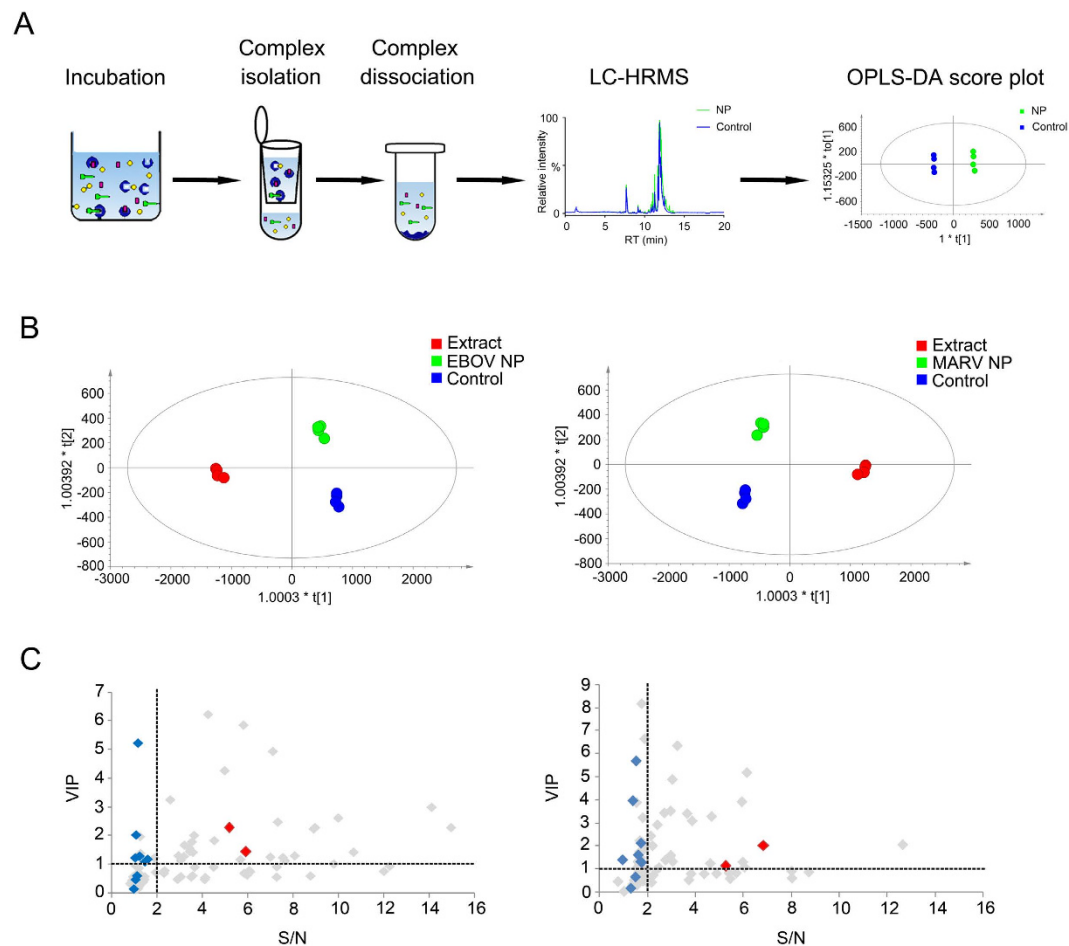 A
Incubation
Complex
isolation
Complex
dissociation
LC-HRMS
OPLS-DA score plot
NP
Control
100
%
0
Relative intensity
0 5 10 15 20
RT (min)
NP
Control
600
200
-200
-600
1.15325 * to[1]
-1500 -1000 -500 0 500 1000
1 * t[1]
B
Extract
EBOV NP
Control
600
400
200
0
-200
-400
-600
-800
1.00392 * t[2]
-3000 -2000 -1000 0 1000 2000
1.0003 * t[1]
Extract
MARV NP
Control
600
400
200
0
-200
-400
-600
-800
1.00392 * t[2]
-3000 -2000 -1000 0 1000 2000
1.0003 * t[1]
C
7
6
5
4
3
2
1
0
VIP
0 2 4 6 8 10 12 14 16
S/N
9
8
7
6
5
4
3
2
1
0
VIP
0 2 4 6 8 10 12 14 16
S/N